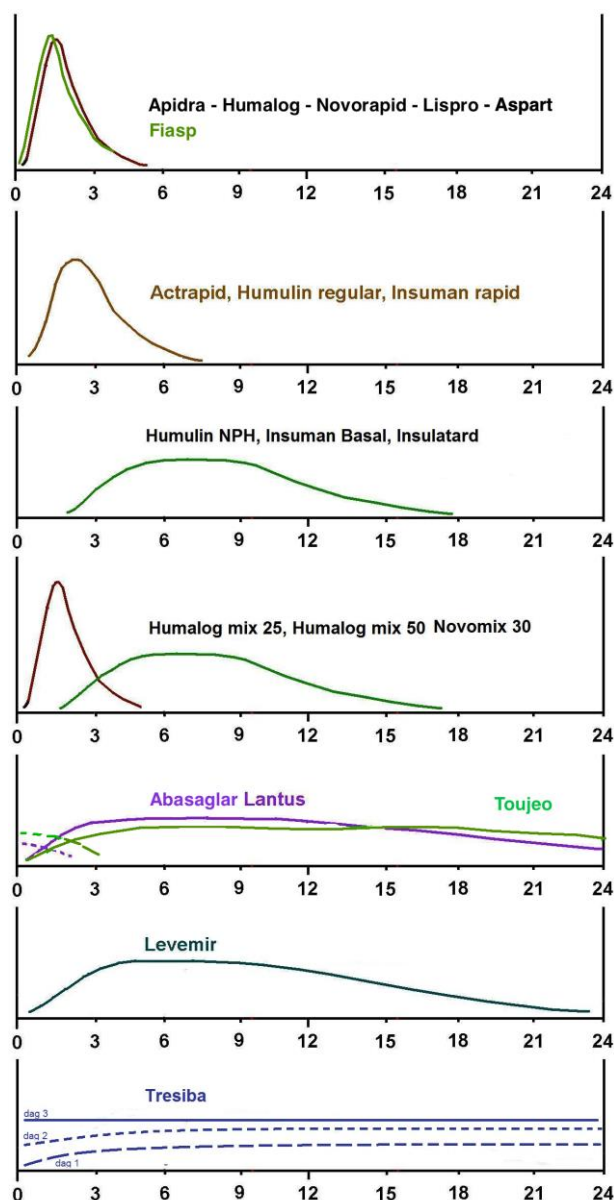 Apidra - Humalog - Novorapid - Lispro - Aspart
Fiasp
0 3 6 9 12 15 18 21 24
Actrapid, Humulin regular, Insuman rapid
0 3 6 9 12 15 18 21 24
Humulin NPH, Insuman Basal, Insulatard
0 3 6 9 12 15 18 21 24
Humalog mix 25, Humalog mix 50 Novomix 30
0 3 6 9 12 15 18 21 24
Abasaglar Lantus Toujeo
0 3 6 9 12 15 18 21 24
Levemir
0 3 6 9 12 15 18 21 24
Tresiba
dag 3
dag 2
dag 1
0 3 6 9 12 15 18 21 24